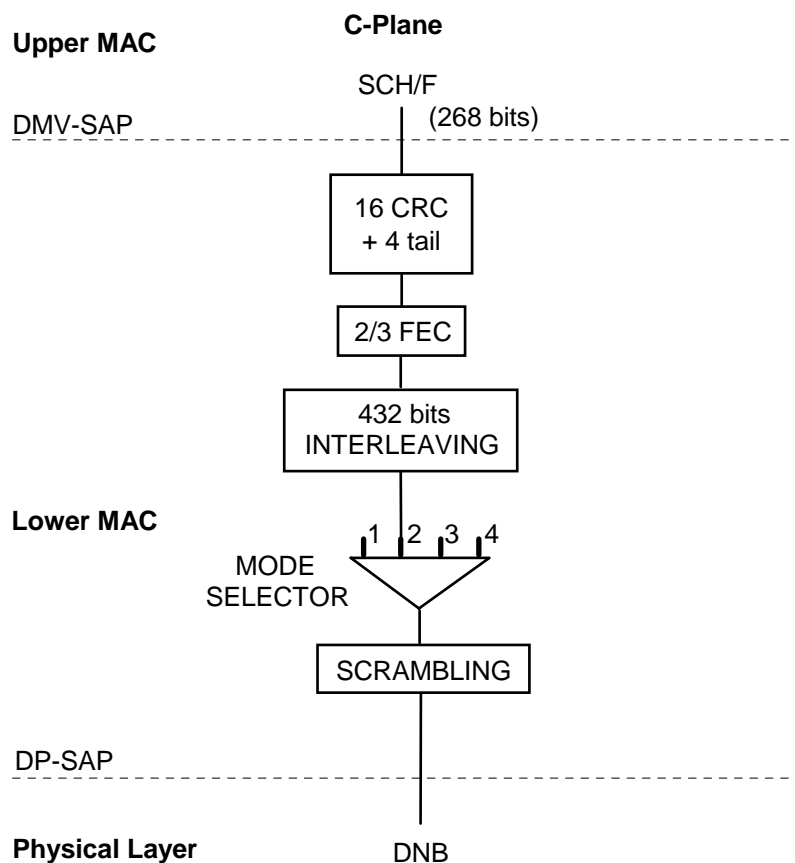 C-Plane
Upper MAC
SCH/F
DMV-SAP
(268 bits)
16 CRC
+ 4 tail
2/3 FEC
432 bits
INTERLEAVING
Lower MAC
1 2 3 4
MODE
SELECTOR
SCRAMBLING
DP-SAP
Physical Layer
DNB